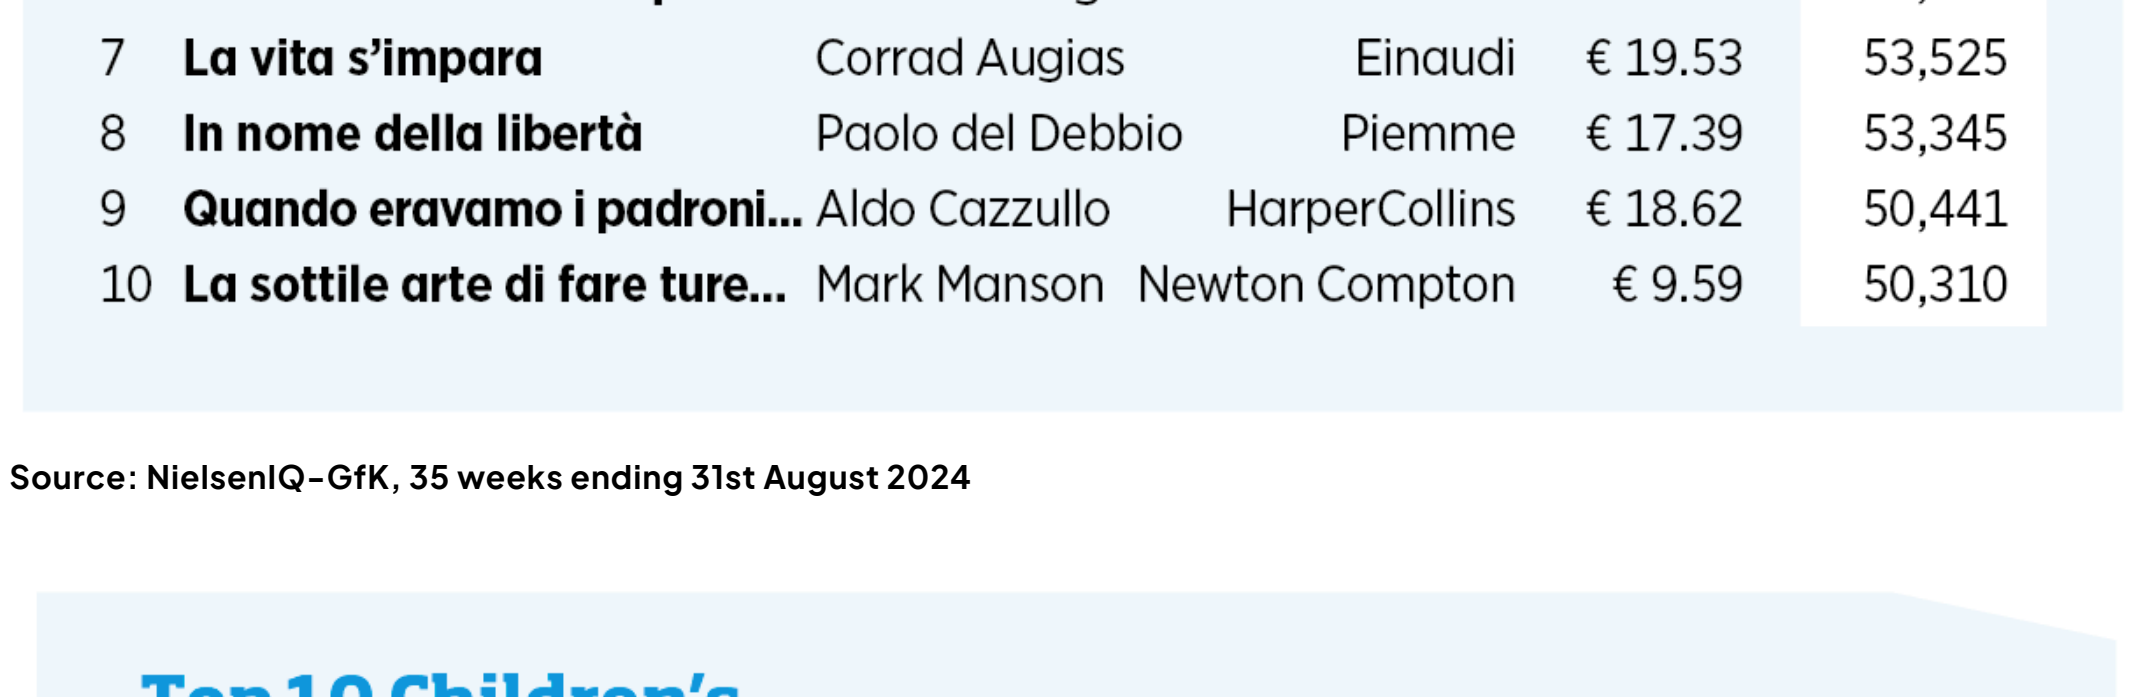 7 La vita s’impara Corrad Augias Einaudi € 19.53 53,525
8 In nome della libertà Paolo del Debbio Piemme € 17.39 53,345
9 Quando eravamo i padroni... Aldo Cazzullo HarperCollins € 18.62 50,441
10 La sottile arte di fare ture... Mark Manson Newton Compton € 9.59 50,310
Source: NielsenIQ-GfK, 35 weeks ending 31st August 2024
Top 10 Children’s